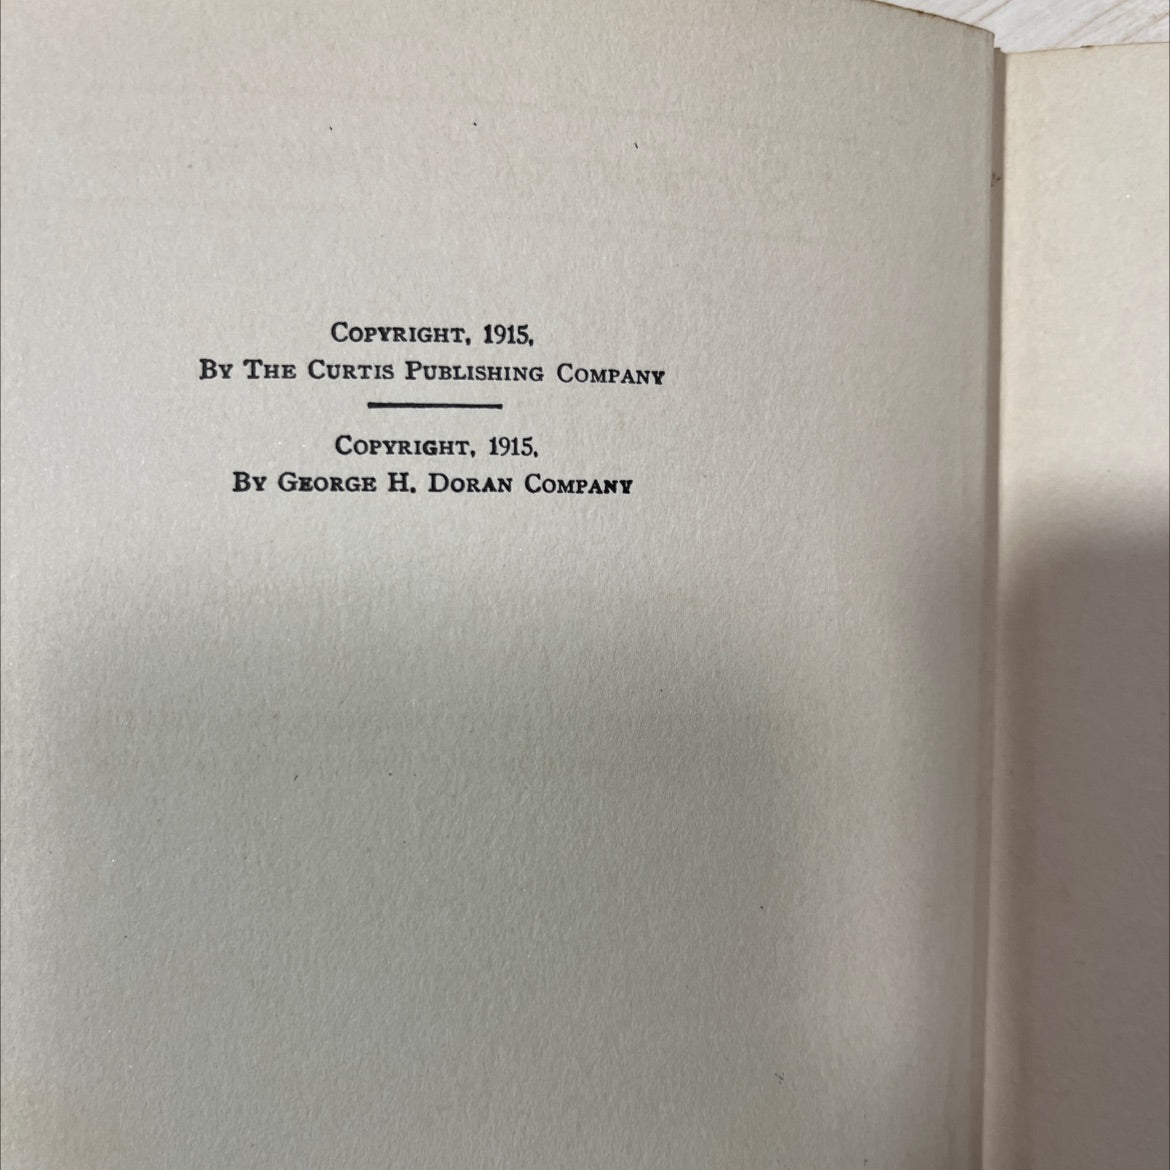 Copyright, 1915,
By The Curtis Publishing Company
Copyright, 1915,
By George H. Doran Company